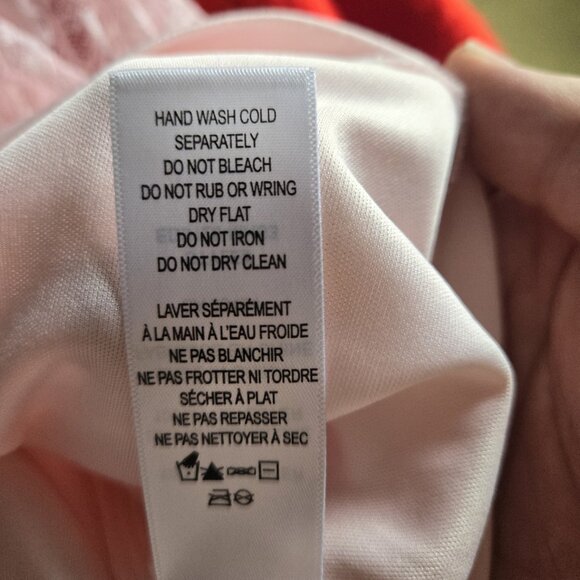 HAND WASH COLD
SEPARATELY
DO NOT BLEACH
DO NOT RUB OR WRING
DRY FLAT
DO NOT IRON
DO NOT DRY CLEAN
LAVER SÉPARÉMENT
À LA MAIN À L'EAU FROIDE
NE PAS BLANCHIR
NE PAS FROTTER NI TORDRE
SÉCHER À PLAT
NE PAS REPASSER
NE PAS NETTOYER À SEC